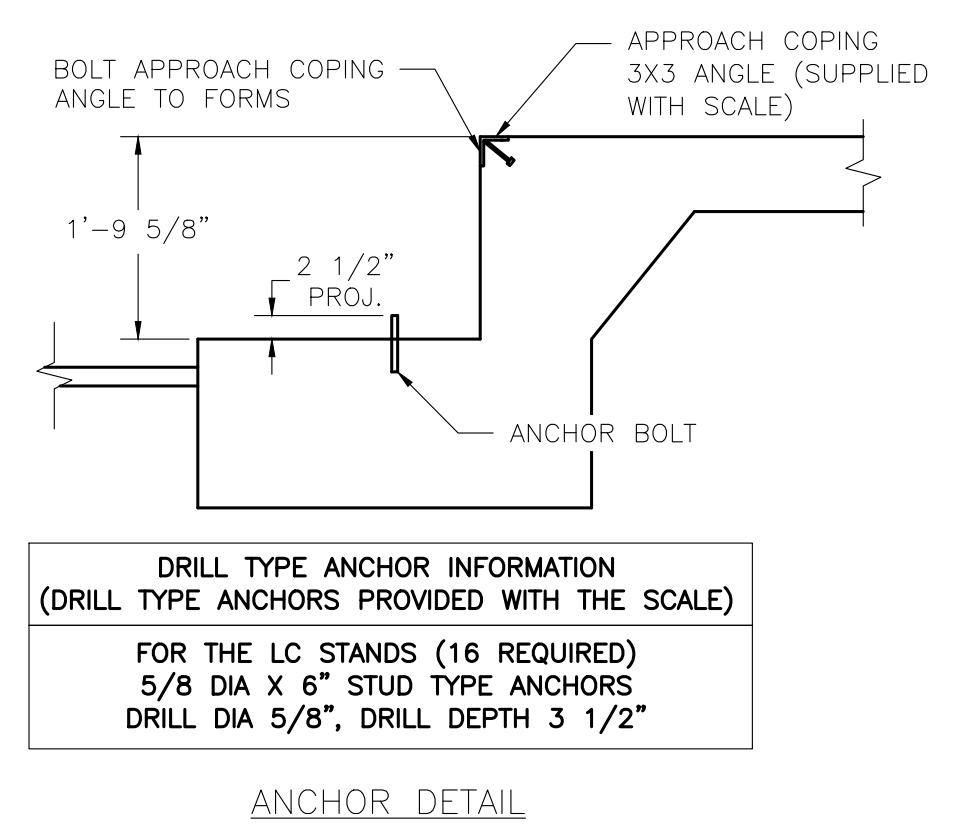 BOLT APPROACH COPING
ANGLE TO FORMS
APPROACH COPING
3X3 ANGLE (SUPPLIED
WITH SCALE)
1'-9 5/8"
2 1/2"
PROJ.
ANCHOR BOLT
DRILL TYPE ANCHOR INFORMATION
(DRILL TYPE ANCHORS PROVIDED WITH THE SCALE)
FOR THE LC STANDS (16 REQUIRED)
5/8 DIA X 6" STUD TYPE ANCHORS
DRILL DIA 5/8", DRILL DEPTH 3 1/2"
ANCHOR DETAIL